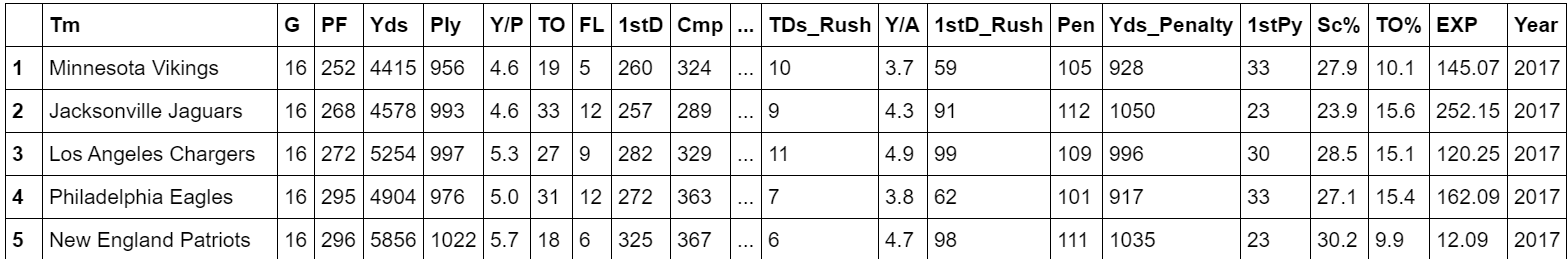 Tm G PF Yds Ply Y/P TO FL 1stD Cmp ... TDs_Rush Y/A 1stD_Rush Pen Yds_Penalty 1stPy Sc% TO% EXP Year
1 Minnesota Vikings 16 252 4415 956 4.6 19 5 260 324 ... 10 3.7 59 105 928 33 27.9 10.1 145.07 2017
2 Jacksonville Jaguars 16 268 4578 993 4.6 33 12 257 289 ... 9 4.3 91 112 1050 23 23.9 15.6 252.15 2017
3 Los Angeles Chargers 16 272 5254 997 5.3 27 9 282 329 ... 11 4.9 99 109 996 30 28.5 15.1 120.25 2017
4 Philadelphia Eagles 16 295 4904 976 5.0 31 12 272 363 ... 7 3.8 62 101 917 33 27.1 15.4 162.09 2017
5 New England Patriots 16 296 5856 1022 5.7 18 6 325 367 ... 6 4.7 98 111 1035 23 30.2 9.9 12.09 2017